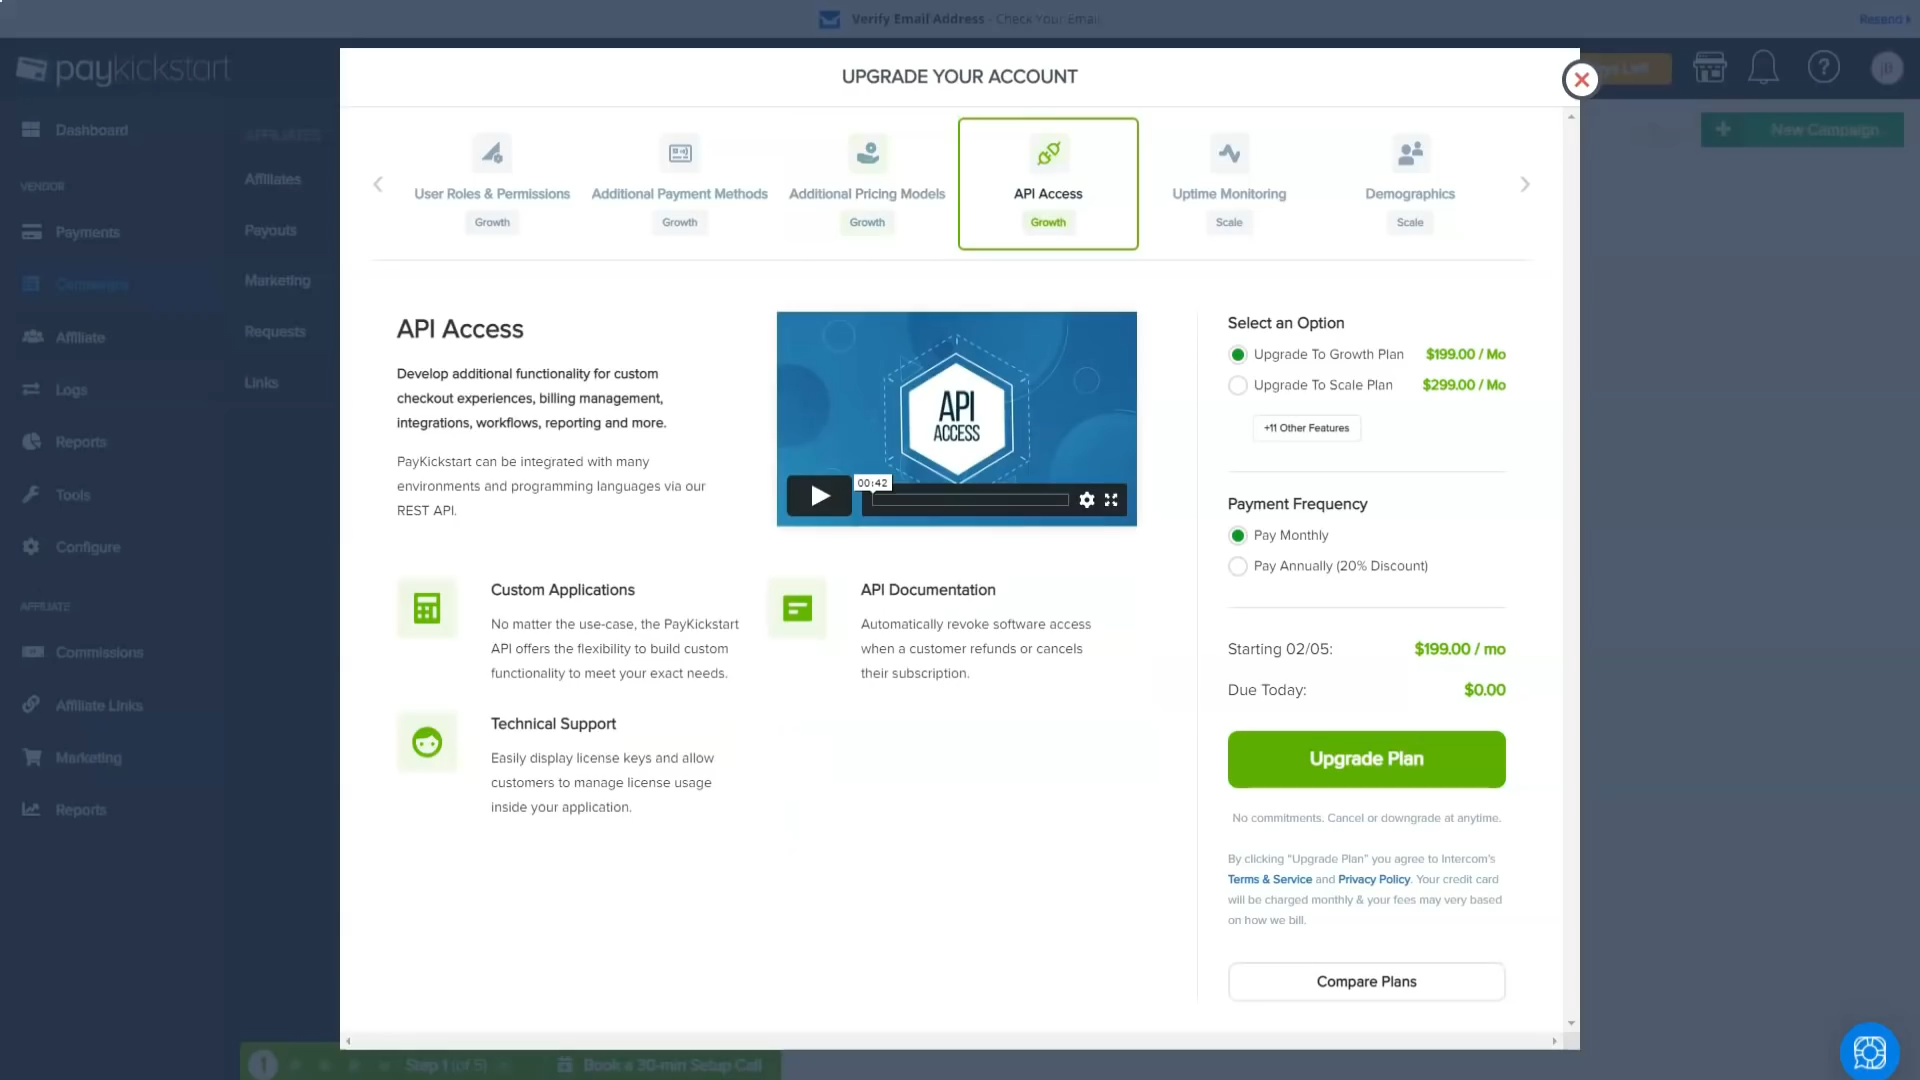 Verify Email Address - Check Your Email
Resend
paykickstart
UPGRADE YOUR ACCOUNT
Dashboard
AFFILIATES
New Campaign
VENDOR
Affiliates
Payments
Payouts
Campaigns
Marketing
Affiliate
Requests
Logs
Links
Reports
Tools
Configure
AFFILIATE
Commissions
Affiliate Links
Marketing
Reports
User Roles & Permissions
Growth
Additional Payment Methods
Growth
Additional Pricing Models
Growth
API Access
Growth
Uptime Monitoring
Scale
Demographics
Scale
API Access
Develop additional functionality for custom
checkout experiences, billing management,
integrations, workflows, reporting and more.
PayKickstart can be integrated with many
environments and programming languages via our
REST API.
API
ACCESS
00:42
Custom Applications
No matter the use-case, the PayKickstart
API offers the flexibility to build custom
functionality to meet your exact needs.
API Documentation
Automatically revoke software access
when a customer refunds or cancels
their subscription.
Technical Support
Easily display license keys and allow
customers to manage license usage
inside your application.
Select an Option
Upgrade To Growth Plan $199.00 / Mo
Upgrade To Scale Plan $299.00 / Mo
+11 Other Features
Payment Frequency
Pay Monthly
Pay Annually (20% Discount)
Starting 02/05: $199.00 / mo
Due Today: $0.00
Upgrade Plan
No commitments. Cancel or downgrade at anytime.
By clicking "Upgrade Plan" you agree to Intercom's
Terms & Service and Privacy Policy. Your credit card
will be charged monthly & your fees may very based
on how we bill.
Compare Plans
1
Step 1 (of 5)
Book a 30-min Setup Call